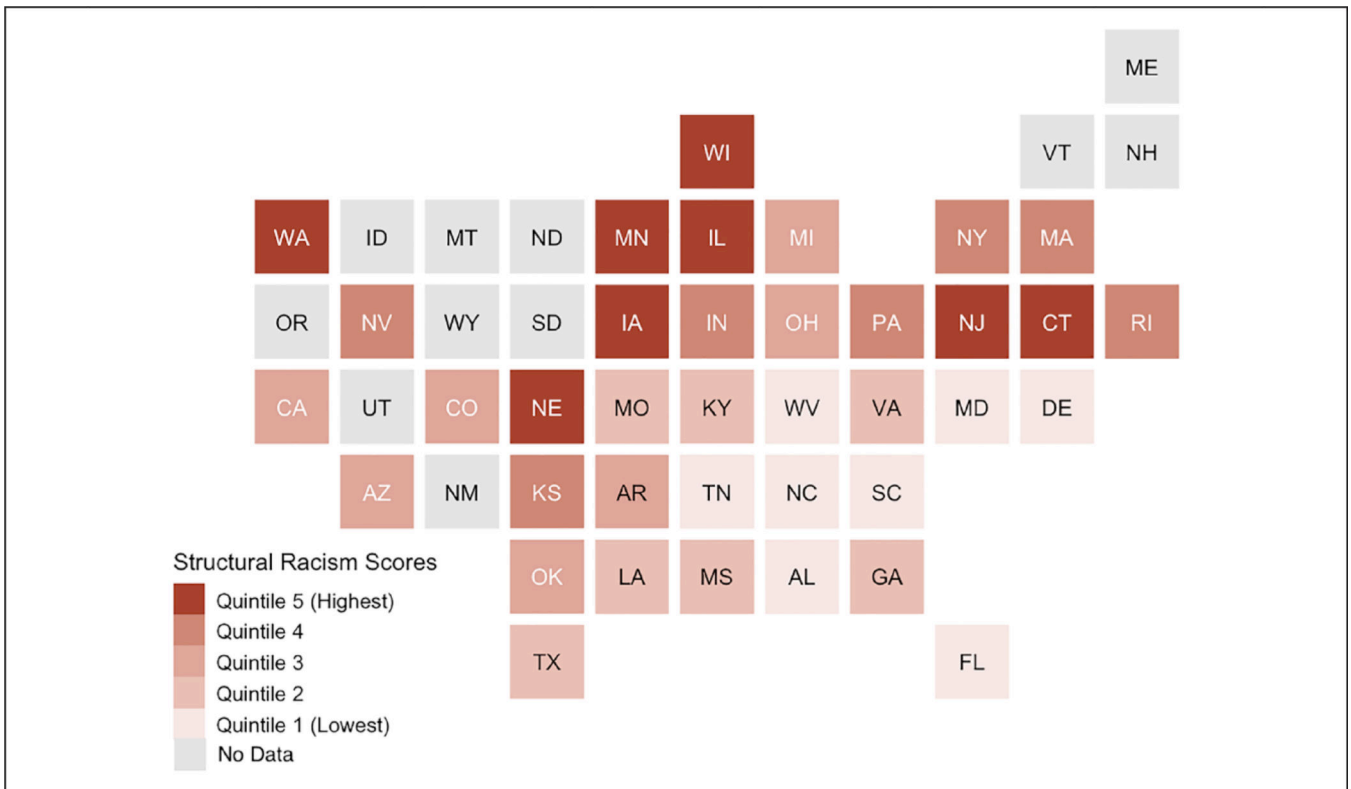 ME
WI VT NH
WA ID MT ND MN IL MI NY MA
OR NV WY SD IA IN OH PA NJ CT RI
CA UT CO NE MO KY WV VA MD DE
AZ NM KS AR TN NC SC
OK LA MS AL GA
TX FL
Structural Racism Scores
Quintile 5 (Highest)
Quintile 4
Quintile 3
Quintile 2
Quintile 1 (Lowest)
No Data